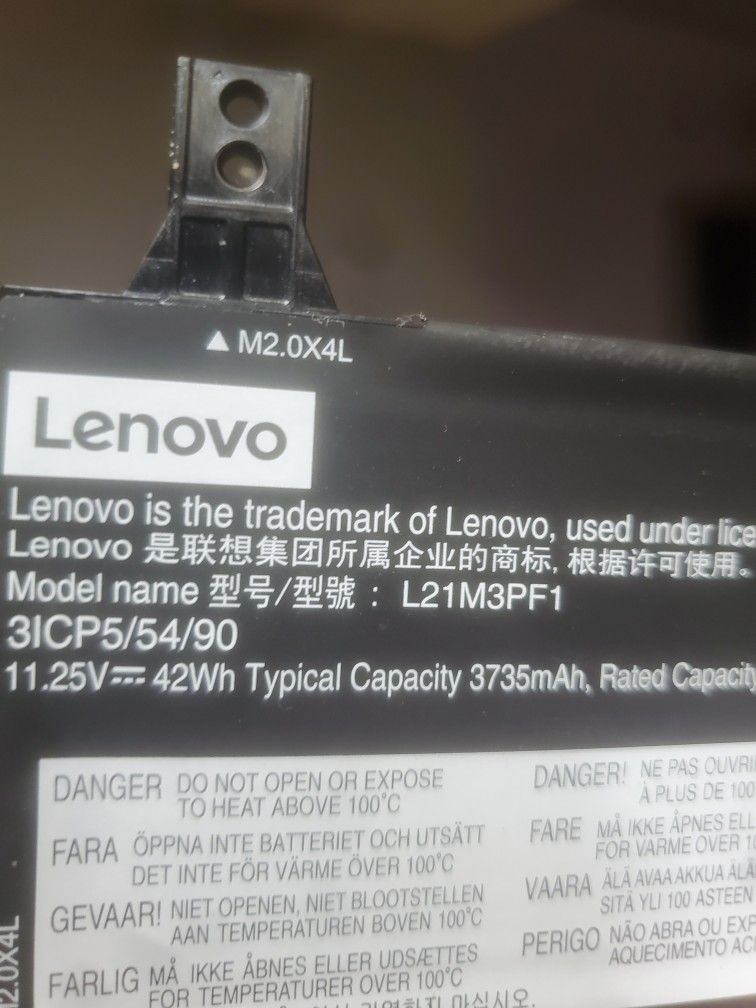 ▲ M2.0X4L
Lenovo
Lenovo is the trademark of Lenovo, used under
Lenovo 是联想集团所属企业的商标, 根据许可使用。
Model name 型号/型號 : L21M3PF1
3ICP5/54/90
11.25V⎓ 42Wh Typical Capacity 3735mAh, Rated Capacity
DANGER DO NOT OPEN OR EXPOSE
TO HEAT ABOVE 100°C
FARA ÖPPNA INTE BATTERIET OCH UTSÄTT
DET INTE FÖR VÄRME ÖVER 100°C
GEVAAR! NIET OPENEN, NIET BLOOTSTELLEN
AAN TEMPERATUREN BOVEN 100°C
FARLIG MÅ IKKE ÅBNES ELLER UDSÆTTES
FOR TEMPERATURER OVER 100°C
DANGER! NE PAS
À PLUS DE 100
FARE MÅ IKKE ÅPNES
FOR VARME OVER
VAARA ÄLÄ AVAA AKKUA
SITÄ YLI 100 ASTEEN
PERIGO NÃO ABRA OU
AQUECIMENTO